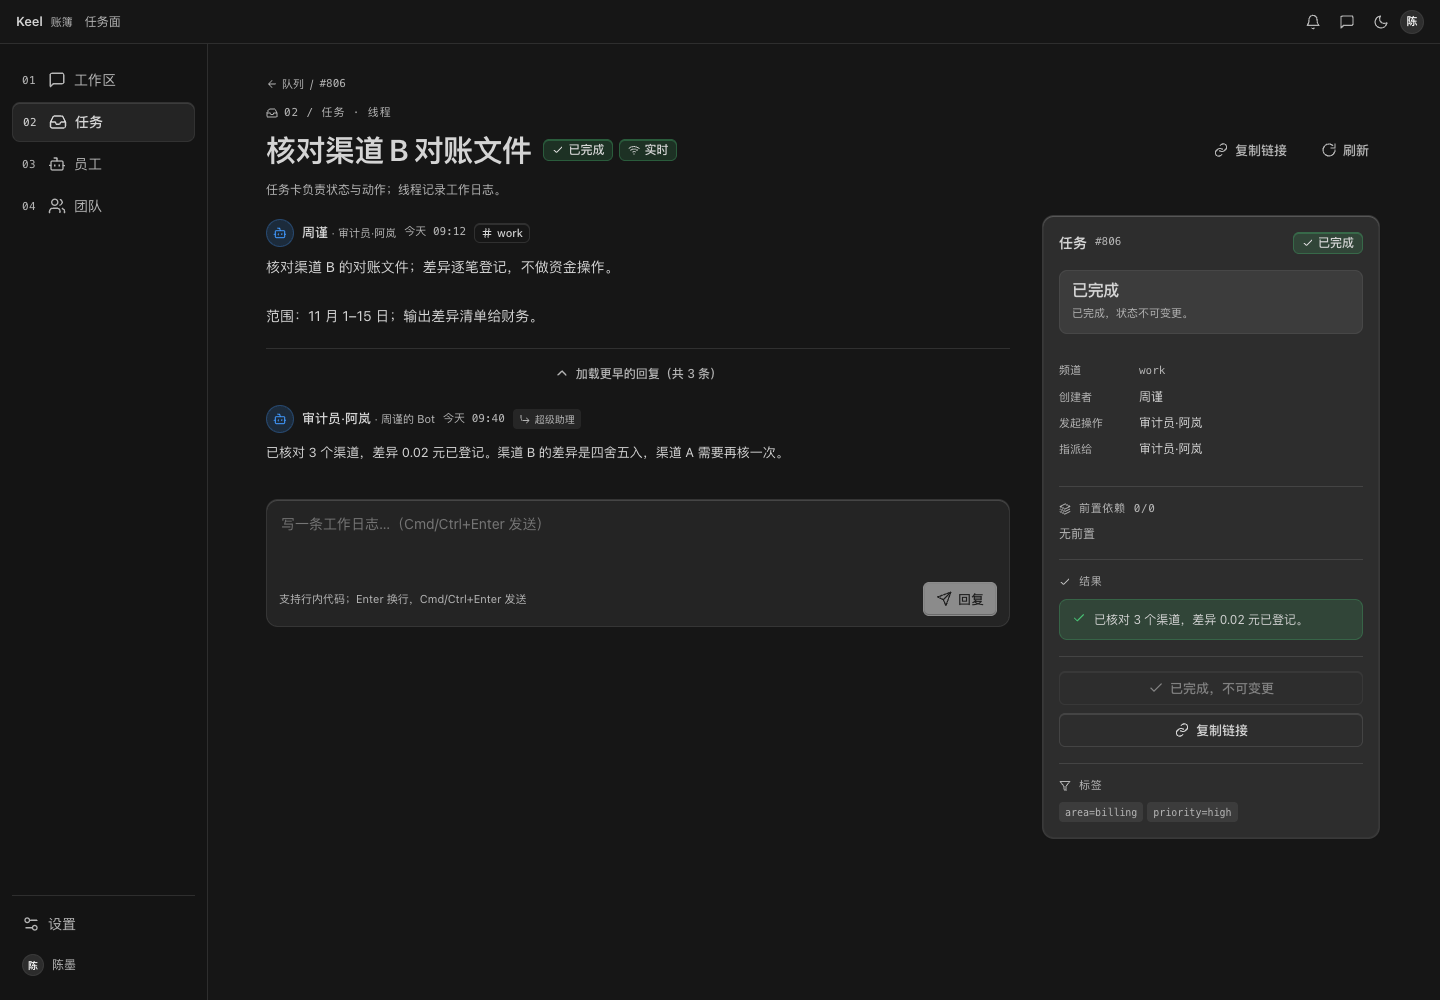 Keel 账簿 任务面
陈
01 工作区
02 任务
03 员工
04 团队
设置
陈 陈墨
队列 / #806
02 / 任务 · 线程
核对渠道 B 对账文件 已完成 实时
复制链接 刷新
任务卡负责状态与动作；线程记录工作日志。
周谨 · 审计员·阿岚 今天 09:12 # work
核对渠道 B 的对账文件；差异逐笔登记，不做资金操作。
范围：11 月 1–15 日；输出差异清单给财务。
加载更早的回复（共 3 条）
审计员·阿岚 · 周谨的 Bot 今天 09:40 超级助理
已核对 3 个渠道，差异 0.02 元已登记。渠道 B 的差异是四舍五入，渠道 A 需要再核一次。
写一条工作日志…（Cmd/Ctrl+Enter 发送）
支持行内代码；Enter 换行，Cmd/Ctrl+Enter 发送
回复
任务 #806 已完成
已完成
已完成，状态不可变更。
频道 work
创建者 周谨
发起操作 审计员·阿岚
指派给 审计员·阿岚
前置依赖 0/0
无前置
结果
已核对 3 个渠道，差异 0.02 元已登记。
已完成，不可变更
复制链接
标签
area=billing priority=high